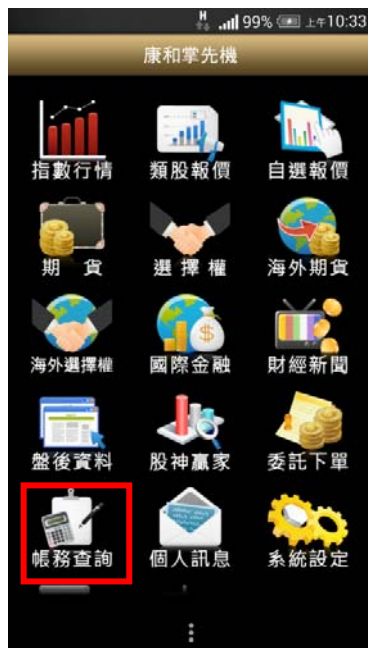 H 99% 上午10:33
康和掌先機
指數行情 類股報價 自選報價
期 貨 選 擇 權 海外期貨
海外選擇權 國際金融 財經新聞
$
盤後資料 股神贏家 委託下單
帳務查詢 個人訊息 系統設定